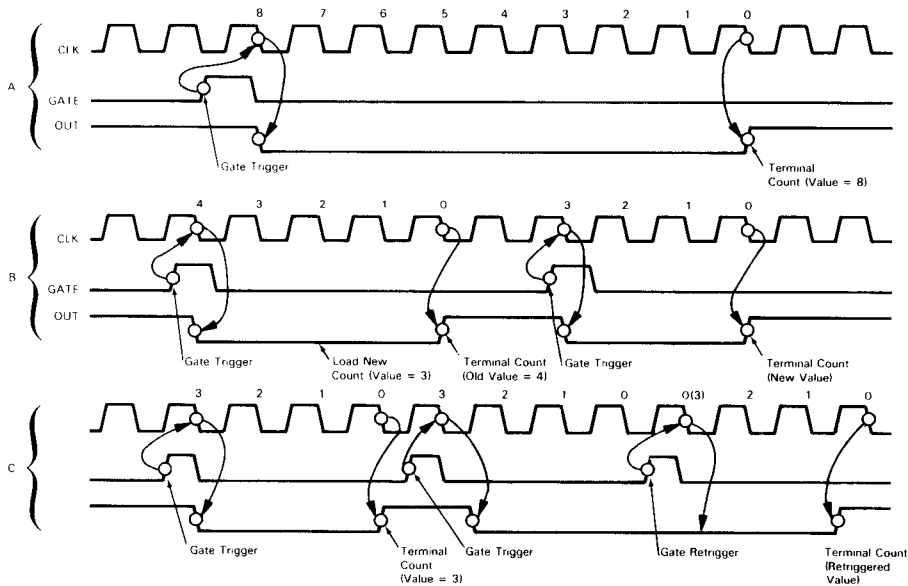 8 7 6 5 4 3 2 1 0
CLK
A
GATE
OUT
Gate Trigger
Terminal
Count (Value = 8)
4 3 2 1 0 3 2 1 0
CLK
B
GATE
OUT
Gate Trigger
Load New
Count (Value = 3)
Terminal Count
(Old Value = 4)
Gate Trigger
Terminal Count
(New Value)
3 2 1 0 3 2 1 0 0(3) 2 1 0
C
Gate Trigger
Terminal
Count
(Value = 3)
Gate Trigger
Gate Retrigger
Terminal Count
(Retriggered
Value)